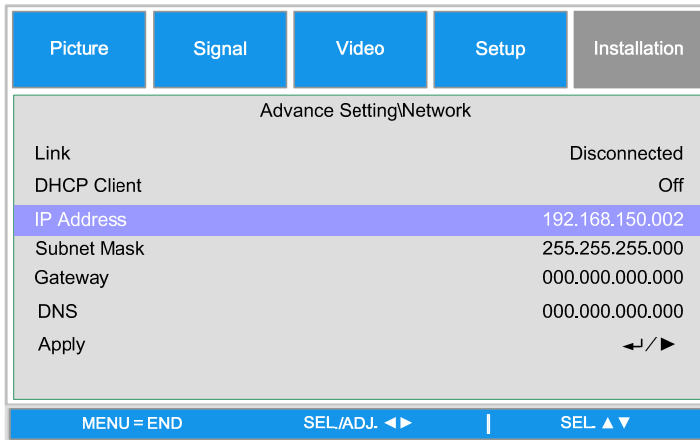 Picture Signal Video Setup Installation
Advance Setting\Network
Link Disconnected
DHCP Client Off
IP Address 192.168.150.002
Subnet Mask 255.255.255.000
Gateway 000.000.000.000
DNS 000.000.000.000
Apply ↵/►
MENU = END SEL./ADJ. ◄► | SEL. ▲▼